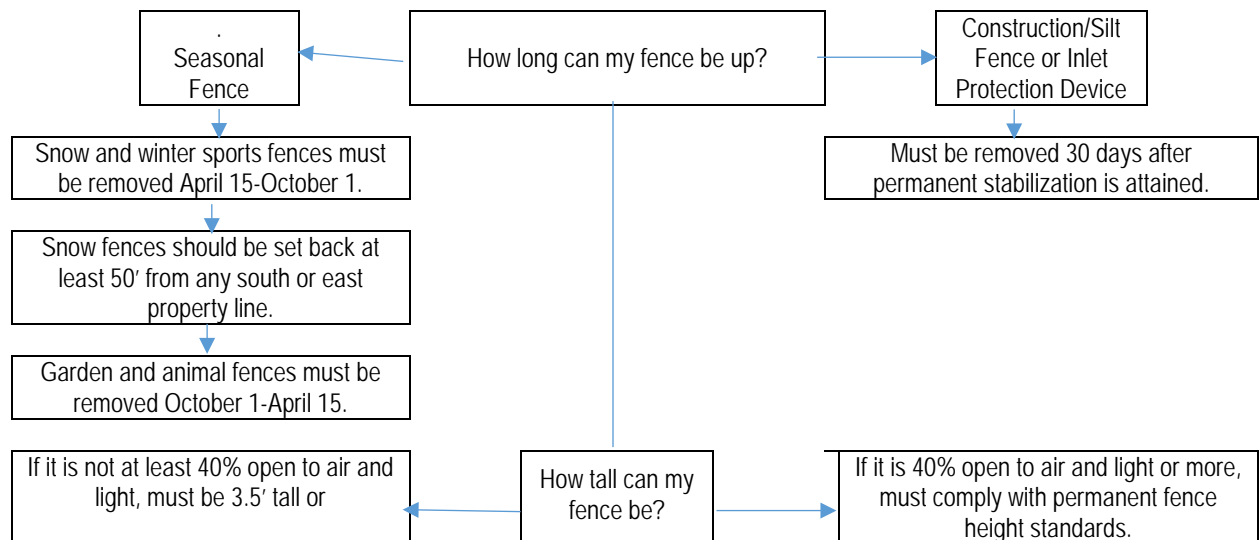 .
Seasonal
Fence
How long can my fence be up?
Construction/Silt
Fence or Inlet
Protection Device
Snow and winter sports fences must
be removed April 15-October 1.
Must be removed 30 days after
permanent stabilization is attained.
Snow fences should be set back at
least 50’ from any south or east
property line.
Garden and animal fences must be
removed October 1-April 15.
If it is not at least 40% open to air and
light, must be 3.5’ tall or
How tall can my
fence be?
If it is 40% open to air and light or more,
must comply with permanent fence
height standards.